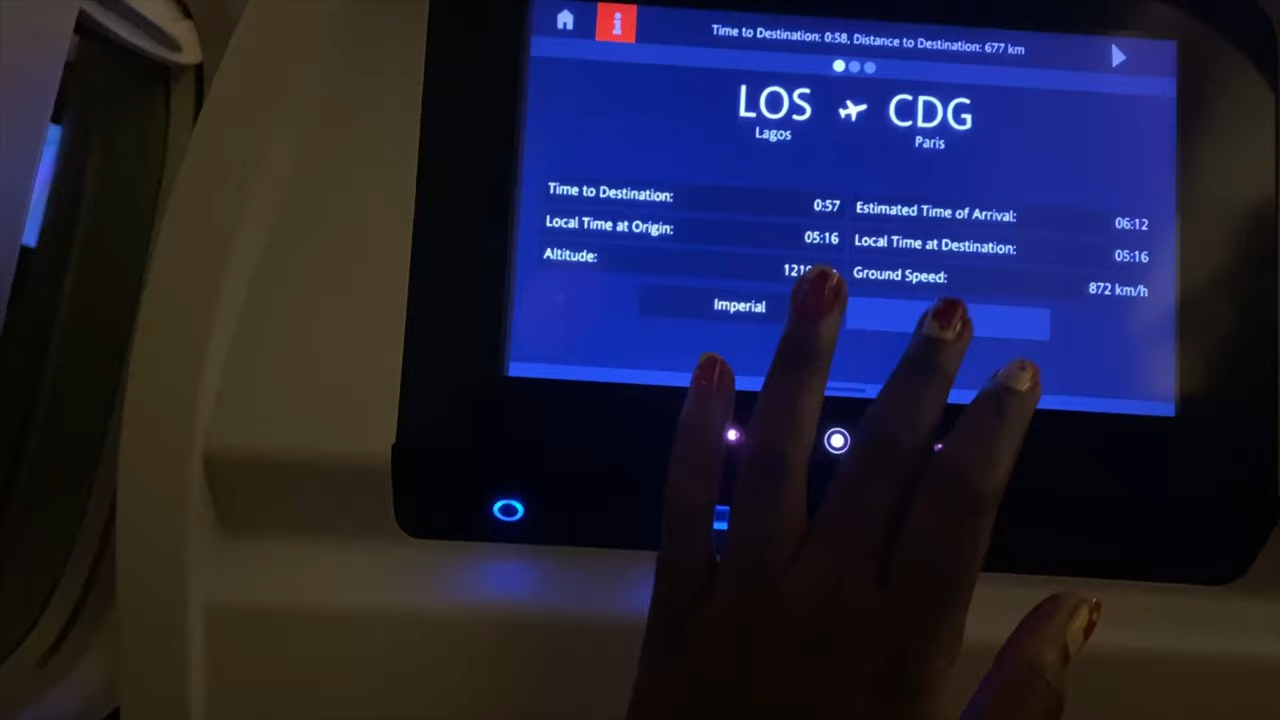 Time to Destination: 0:58, Distance to Destination: 677 km
LOS CDG
Lagos Paris
Time to Destination: 0:57 Estimated Time of Arrival: 06:12
Local Time at Origin: 05:16 Local Time at Destination: 05:16
Altitude: Ground Speed: 872 km/h
Imperial